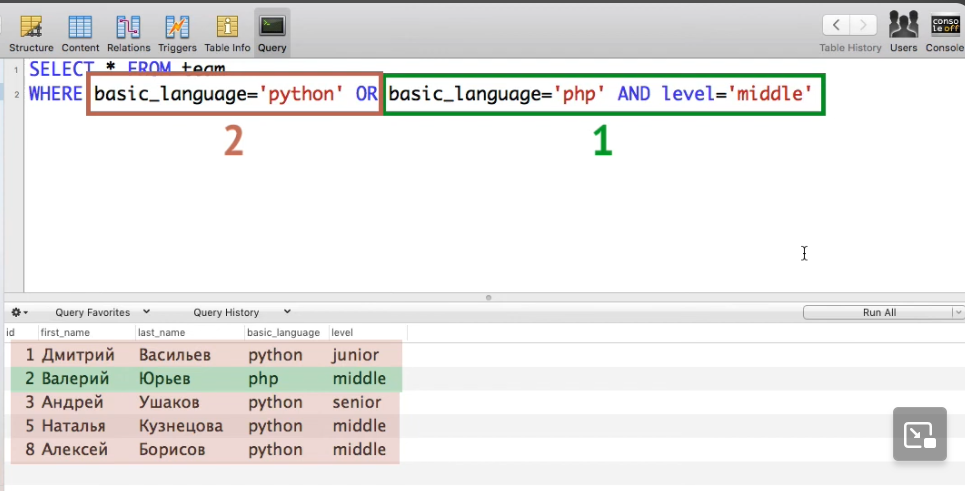 Structure Content Relations Triggers Table Info Query Table History Users Console
conso
le off
1 SELECT * FROM team
2 WHERE basic_language='python' OR basic_language='php' AND level='middle'
2 1
Query Favorites Query History Run All
id first_name last_name basic_language level
1 Дмитрий Васильев python junior
2 Валерий Юрьев php middle
3 Андрей Ушаков python senior
5 Наталья Кузнецова python middle
8 Алексей Борисов python middle